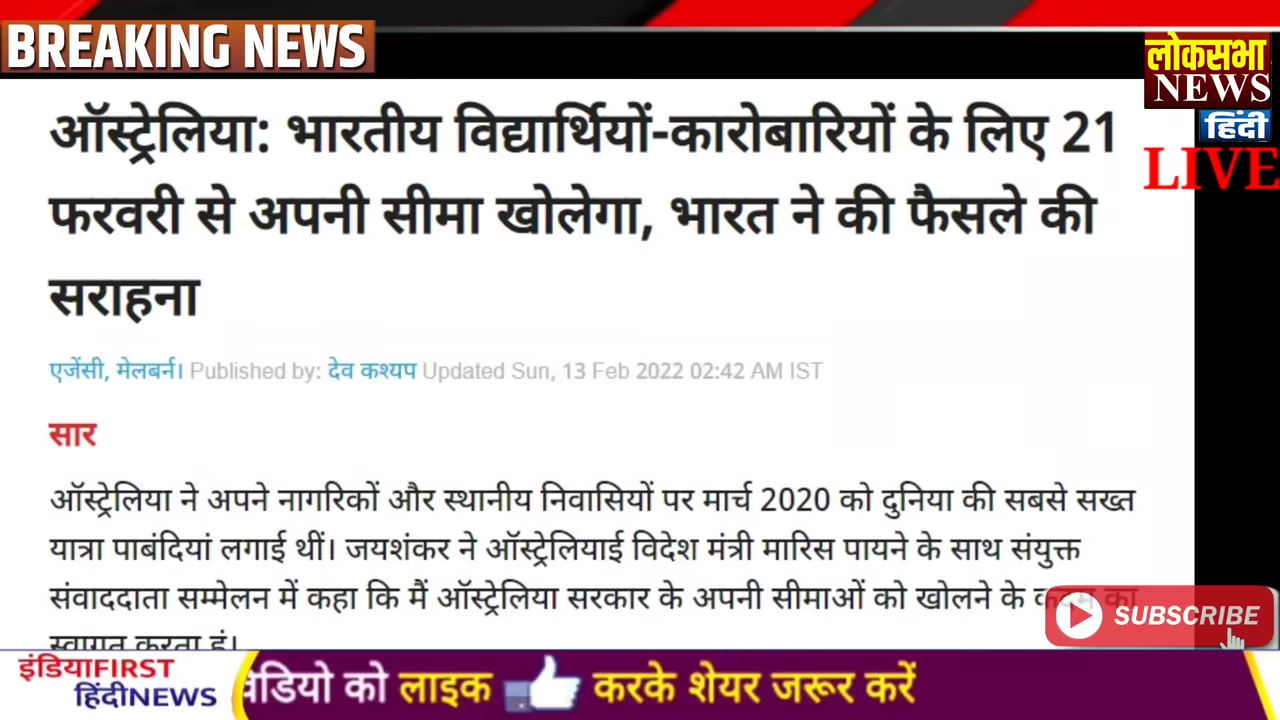 BREAKING NEWS
लोकसभा
NEWS
हिंदी
LIVE
ऑस्ट्रेलिया: भारतीय विद्यार्थियों-कारोबारियों के लिए 21
फरवरी से अपनी सीमा खोलेगा, भारत ने की फैसले की
सराहना
एजेंसी, मेलबर्न। Published by: देव कश्यप Updated Sun, 13 Feb 2022 02:42 AM IST
सार
ऑस्ट्रेलिया ने अपने नागरिकों और स्थानीय निवासियों पर मार्च 2020 को दुनिया की सबसे सख्त
यात्रा पाबंदियां लगाई थीं। जयशंकर ने ऑस्ट्रेलियाई विदेश मंत्री मारिस पायने के साथ संयुक्त
संवाददाता सम्मेलन में कहा कि मैं ऑस्ट्रेलिया सरकार के अपनी सीमाओं को खोलने के कदम का
स्वागत करता हूं।
SUBSCRIBE
इंडियाFIRST
हिंदीNEWS
विडियो को लाइक करके शेयर जरूर करें